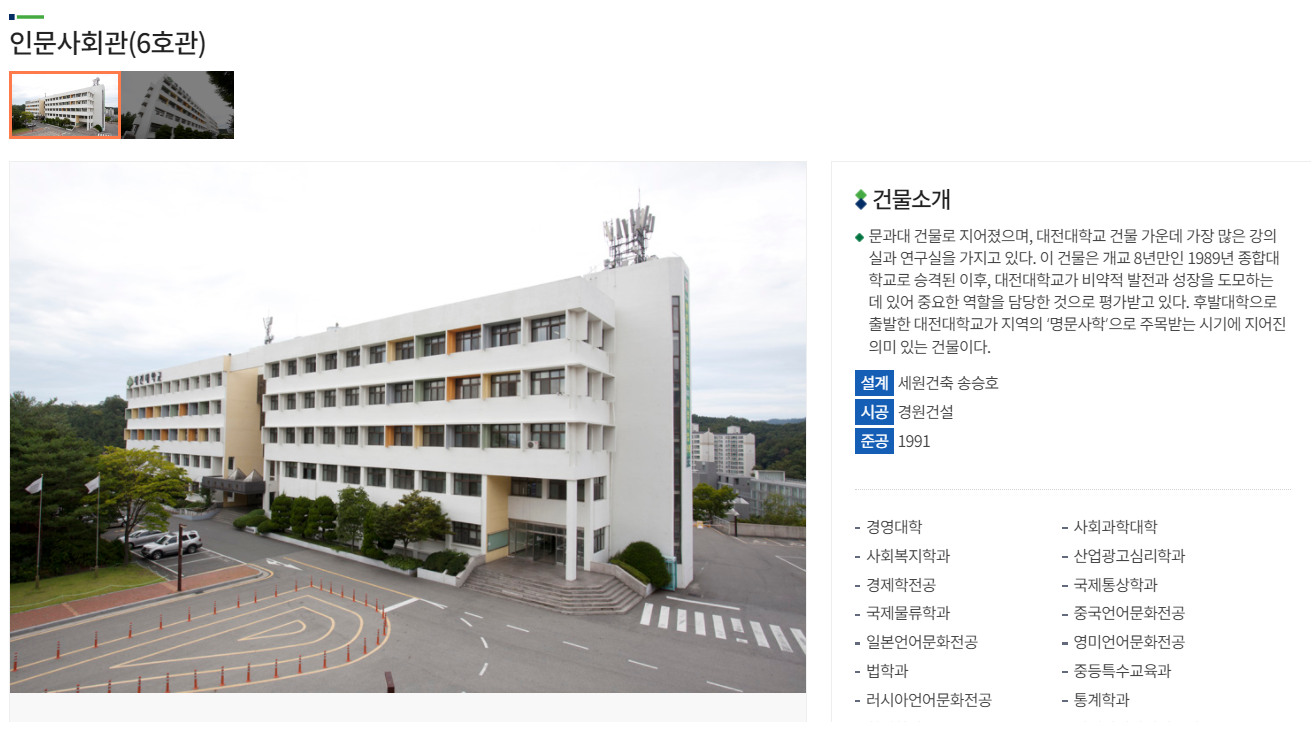 인문사회관(6호관)
대전대학교
건물소개
문과대 건물로 지어졌으며, 대전대학교 건물 가운데 가장 많은 강의
실과 연구실을 가지고 있다. 이 건물은 개교 8년만인 1989년 종합대
학교로 승격된 이후, 대전대학교가 비약적 발전과 성장을 도모하는
데 있어 중요한 역할을 담당한 것으로 평가받고 있다. 후발대학으로
출발한 대전대학교가 지역의 '명문사학'으로 주목받는 시기에 지어진
의미 있는 건물이다.
설계 세원건축 송승호
시공 경원건설
준공 1991
- 경영대학
- 사회과학대학
- 사회복지학과
- 산업광고심리학과
- 경제학전공
- 국제통상학과
- 국제물류학과
- 중국언어문화전공
- 일본언어문화전공
- 영미언어문화전공
- 법학과
- 중등특수교육과
- 러시아언어문화전공
- 통계학과